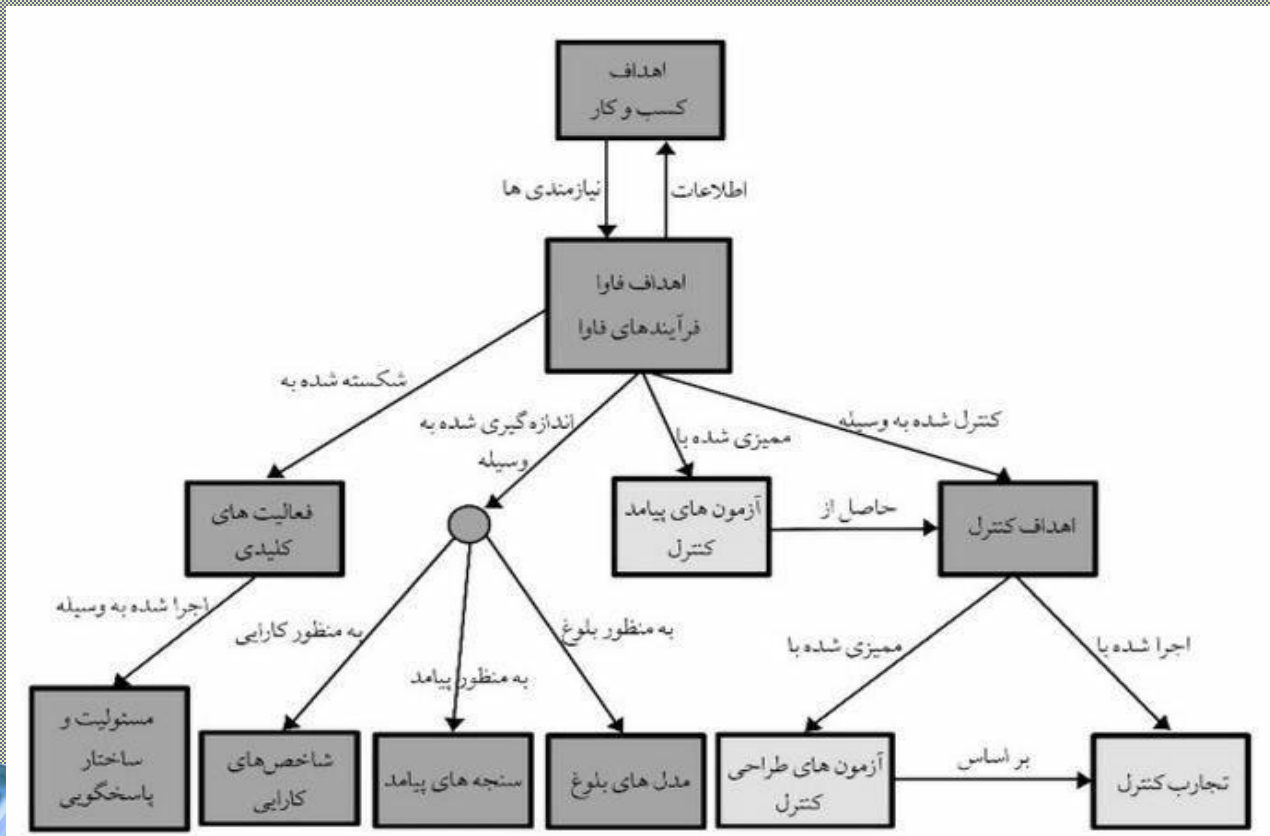 اهداف
کسب و کار
نیازمندی ها
اطلاعات
اهداف فاوا
فرآیندهای فاوا
شکسته شده به
اندازه گیری شده به
وسیله
ممیزی شده با
کنترل شده به وسیله
فعالیت های
کلیدی
آزمون های پیامد
کنترل
حاصل از
اهداف کنترل
اجرا شده به وسیله
به منظور کارایی
به منظور پیامد
به منظور بلوغ
ممیزی شده با
اجرا شده با
مسئولیت و
ساختار
پاسخگویی
شاخص‌های
کارایی
سنجه های پیامد
مدل های بلوغ
آزمون های طراحی
کنترل
بر اساس
تجارب کنترل